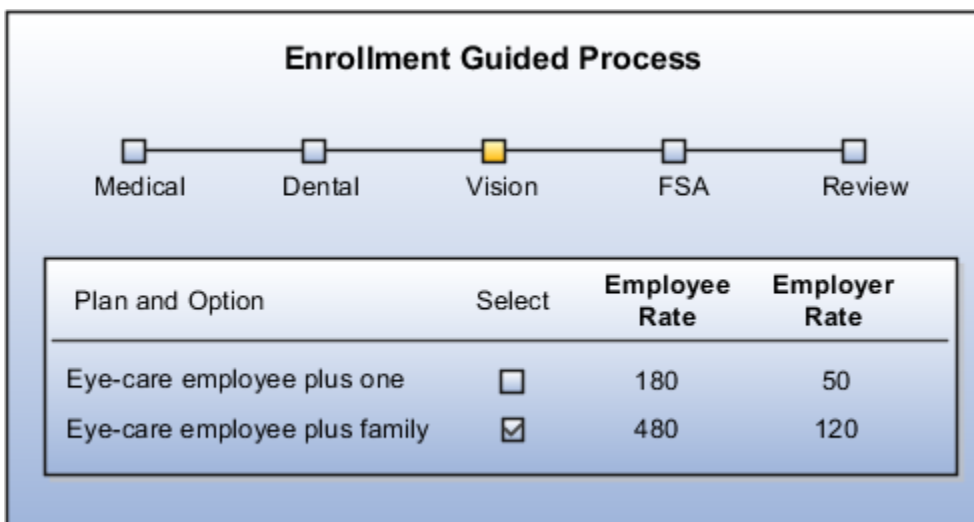 Enrollment Guided Process
Medical Dental Vision FSA Review
Plan and Option Select Employee Rate Employer Rate
Eye-care employee plus one 180 50
Eye-care employee plus family 480 120